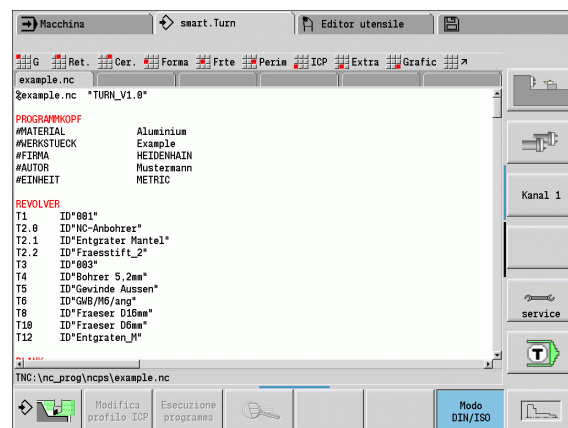 Macchina
smart.Turn
Editor utensile
G Ret. Cer. Forma Frte Perim ICP Extra Grafic
example.nc
%example.nc "TURN_V1.0"
PROGRAMMKOPF
#MATERIAL Aluminium
#WERKSTUECK Example
#FIRMA HEIDENHAIN
#AUTOR Mustermann
#EINHEIT METRIC
REVOLVER
T1 ID"001"
T2.0 ID"NC-Anbohrer"
T2.1 ID"Entgrater Mantel"
T2.2 ID"Fraesstift_2"
T3 ID"003"
T4 ID"Bohrer 5,2mm"
T5 ID"Gewinde Aussen"
T6 ID"GWB/M6/ang"
T8 ID"Fraeser D16mm"
T10 ID"Fraeser D6mm"
T12 ID"Entgraten_M"
TNC:\nc_prog\ncps\example.nc
Modifica
profilo ICP
Esecuzione
programma
Modo
DIN/ISO
Kanal 1
service
T